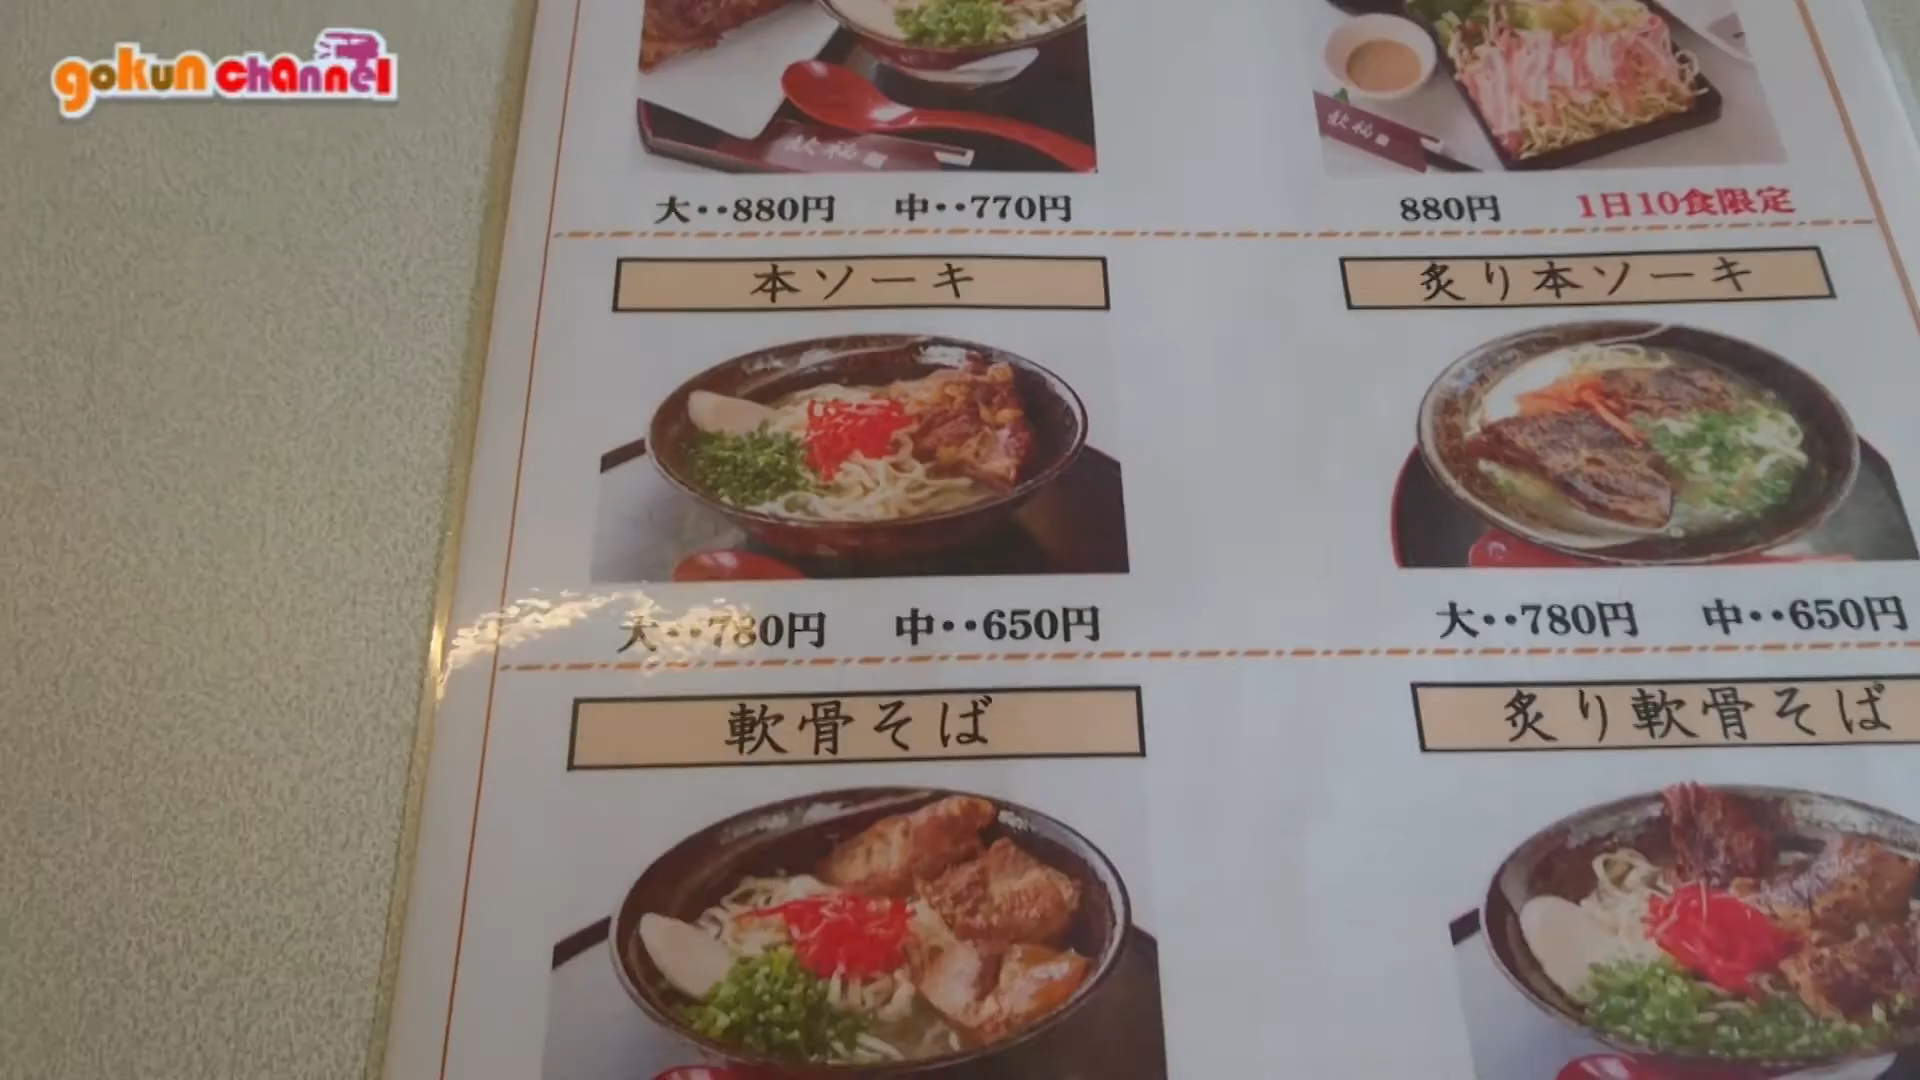 gokun channel
大‥880円 中‥770円
880円 1日10食限定
本ソーキ
炙り本ソーキ
大‥780円 中‥650円
大‥780円 中‥650円
軟骨そば
炙り軟骨そば